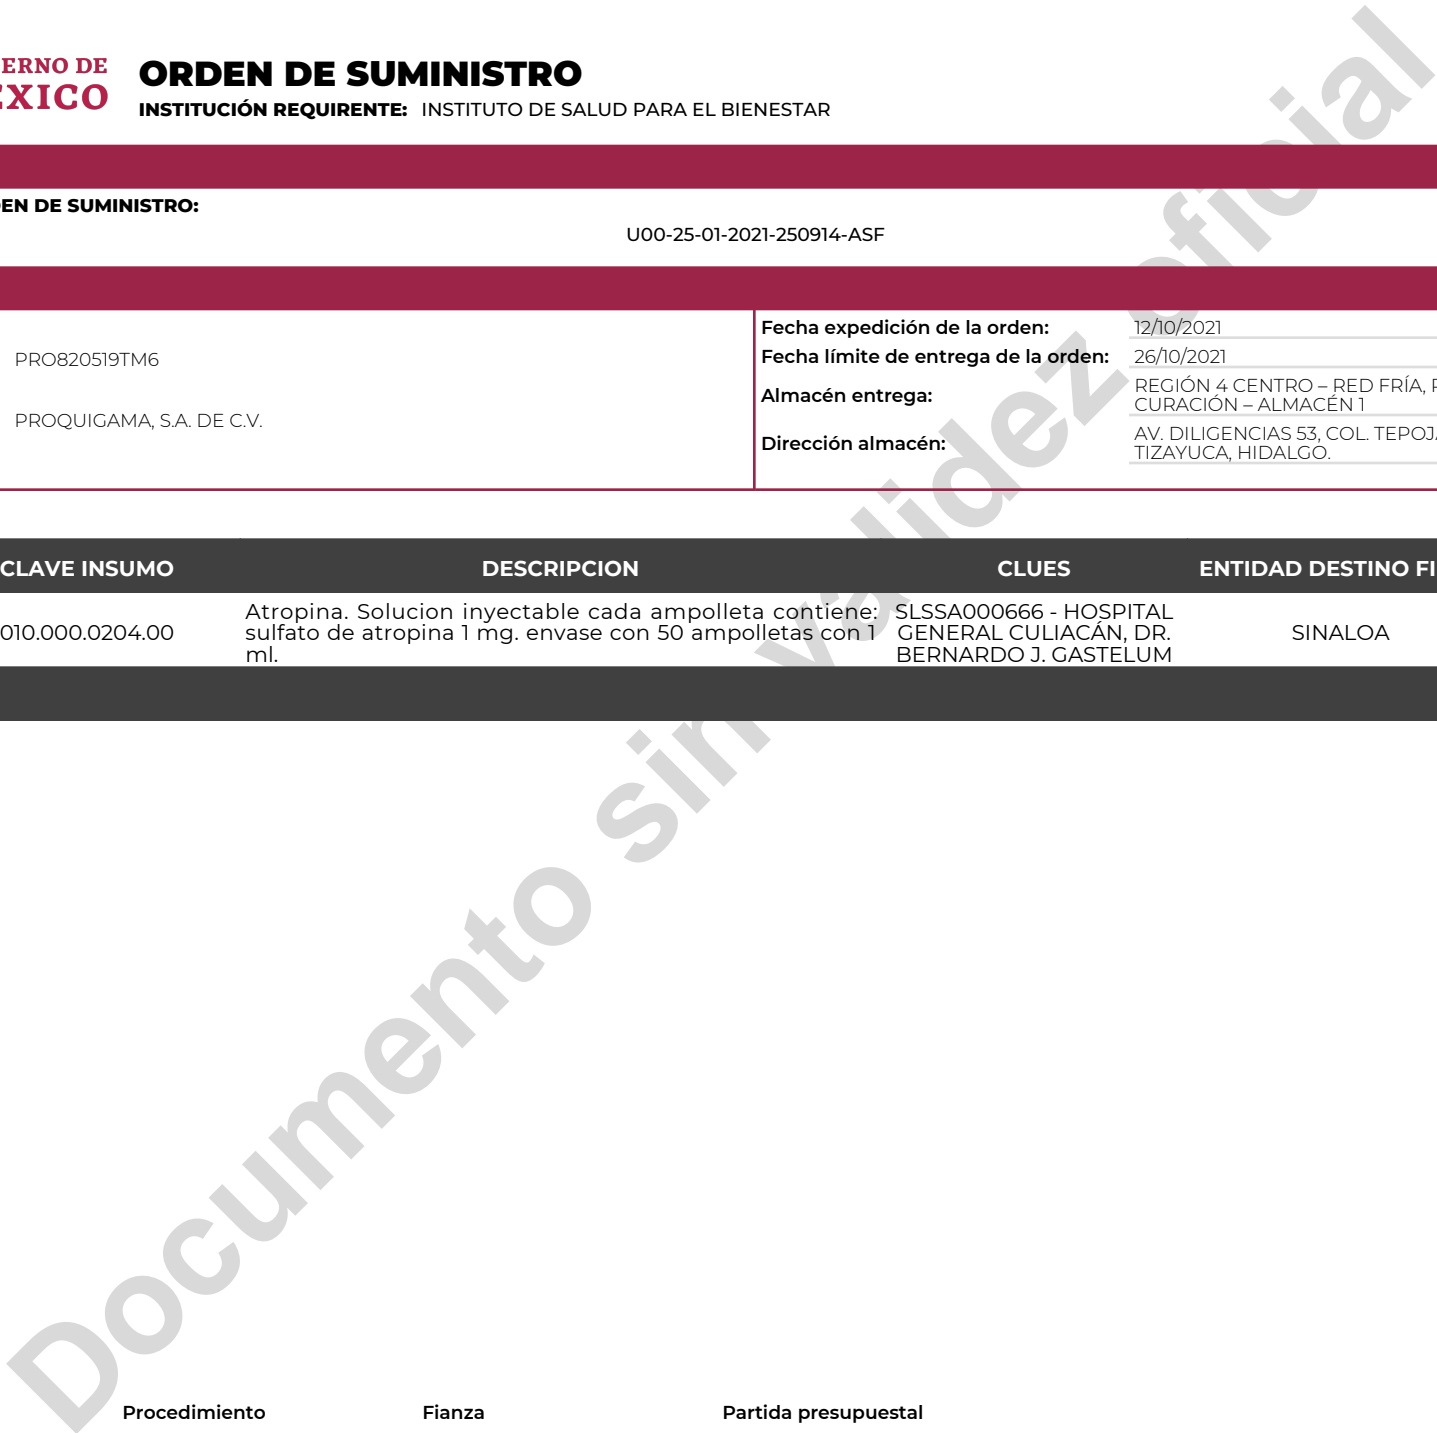 ERNO DE
EXICO
ORDEN DE SUMINISTRO
INSTITUCIÓN REQUIRENTE: INSTITUTO DE SALUD PARA EL BIENESTAR
EN DE SUMINISTRO:
U00-25-01-2021-250914-ASF
PRO820519TM6
PROQUIGAMA, S.A. DE C.V.
Fecha expedición de la orden: 12/10/2021
Fecha límite de entrega de la orden: 26/10/2021
Almacén entrega: REGIÓN 4 CENTRO – RED FRÍA,
CURACIÓN – ALMACÉN 1
Dirección almacén: AV. DILIGENCIAS 53, COL. TEPOJ
TIZAYUCA, HIDALGO.
CLAVE INSUMO DESCRIPCION CLUES ENTIDAD DESTINO FI
010.000.0204.00
Atropina. Solucion inyectable cada ampolleta contiene:
sulfato de atropina 1 mg. envase con 50 ampolletas con 1
ml.
SLSSA000666 - HOSPITAL
GENERAL CULIACÁN, DR.
BERNARDO J. GASTELUM
SINALOA
Documento sin validez oficial
Procedimiento Fianza Partida presupuestal